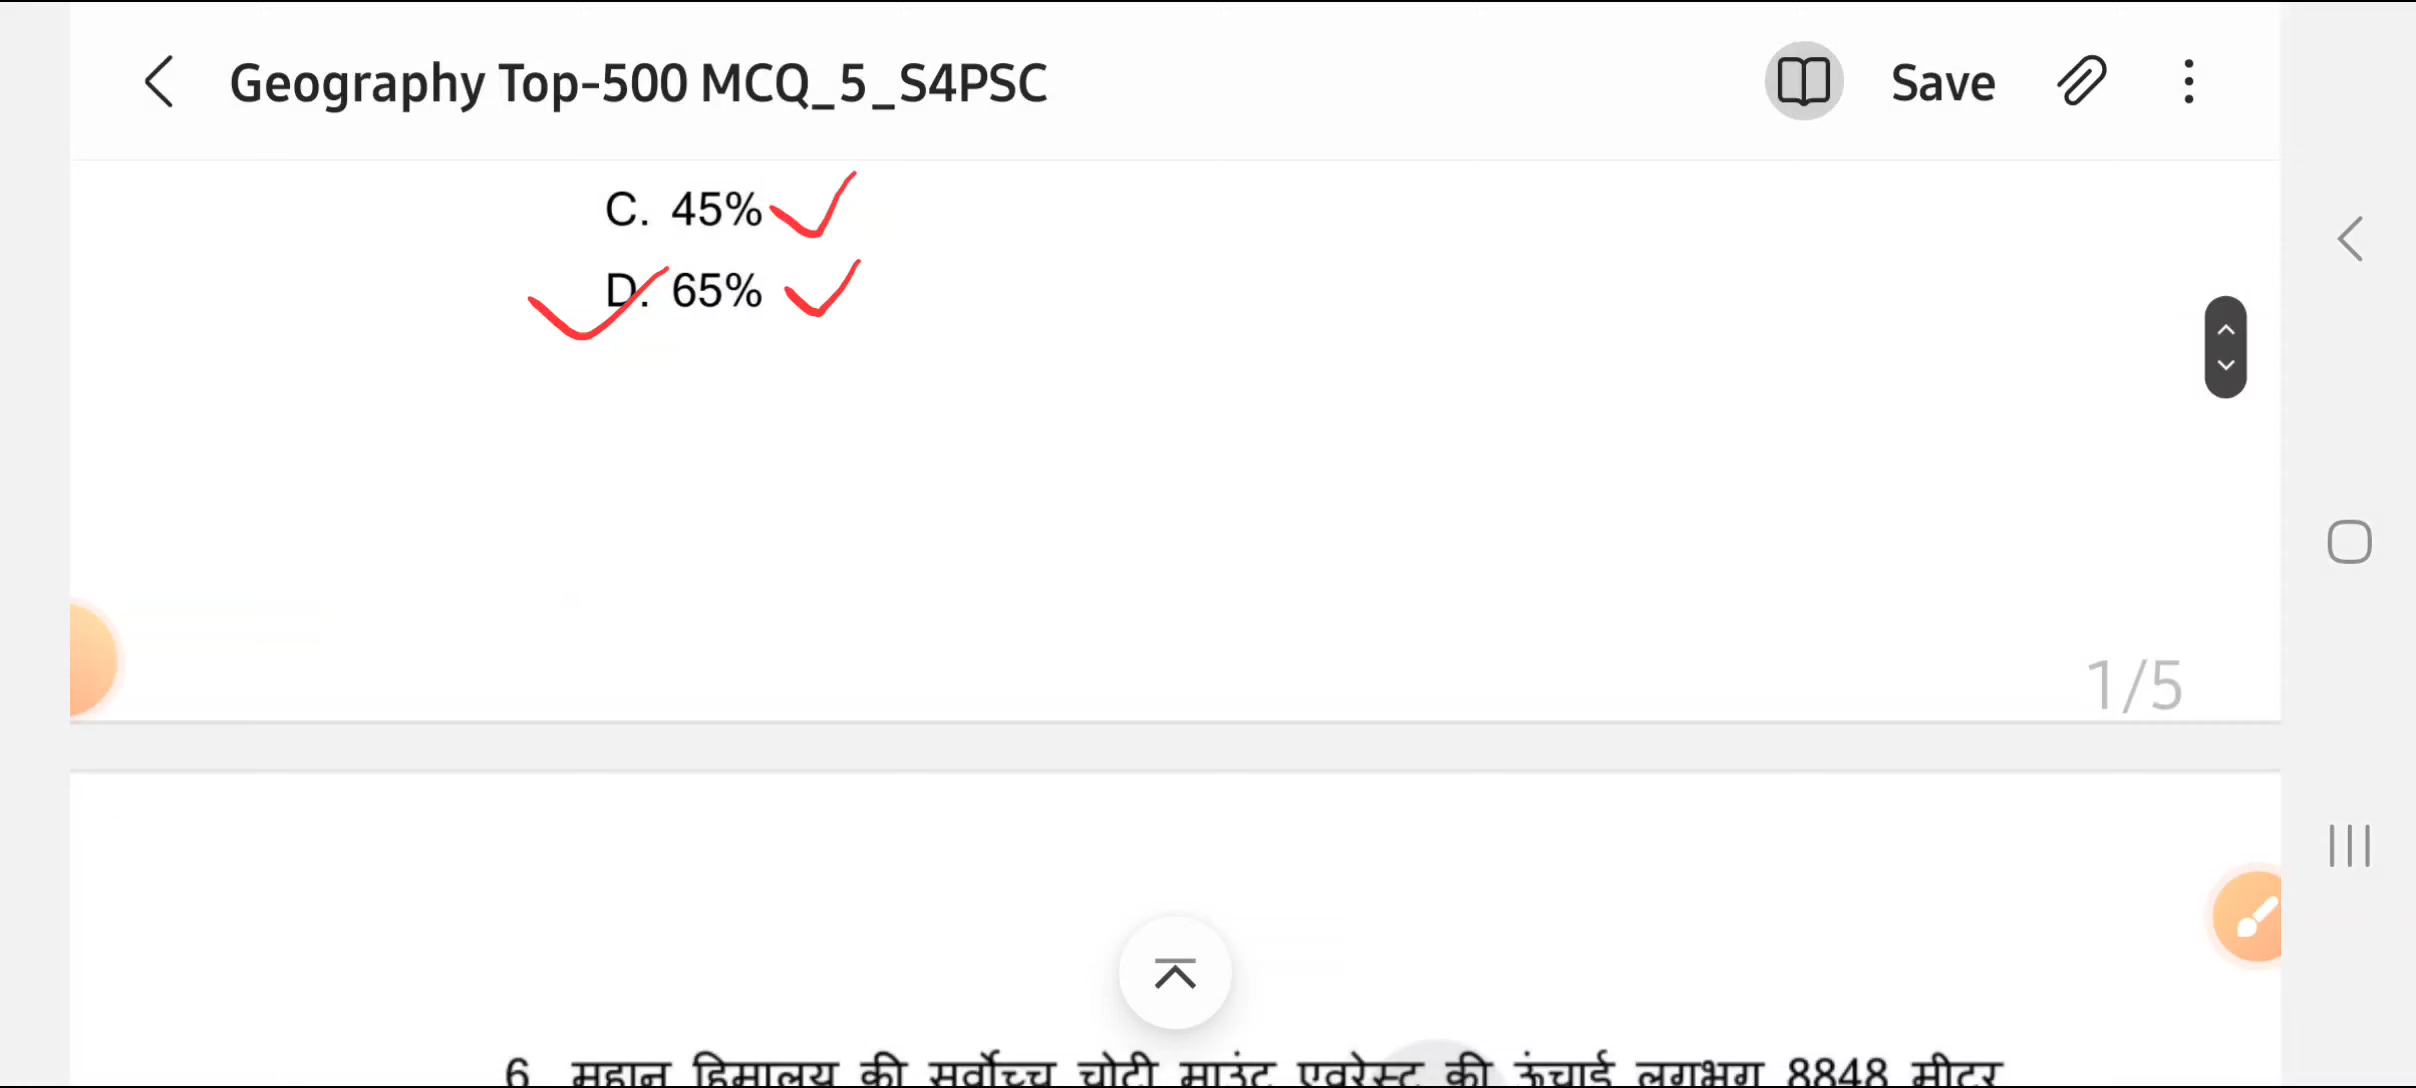 Geography Top-500 MCQ_5_S4PSC
Save
C. 45%
D. 65%
1/5
6 महान हिमालय की सर्वोच्च चोटी माउंट एवरेस्ट की ऊंचाई लगभग 8848 मीटर